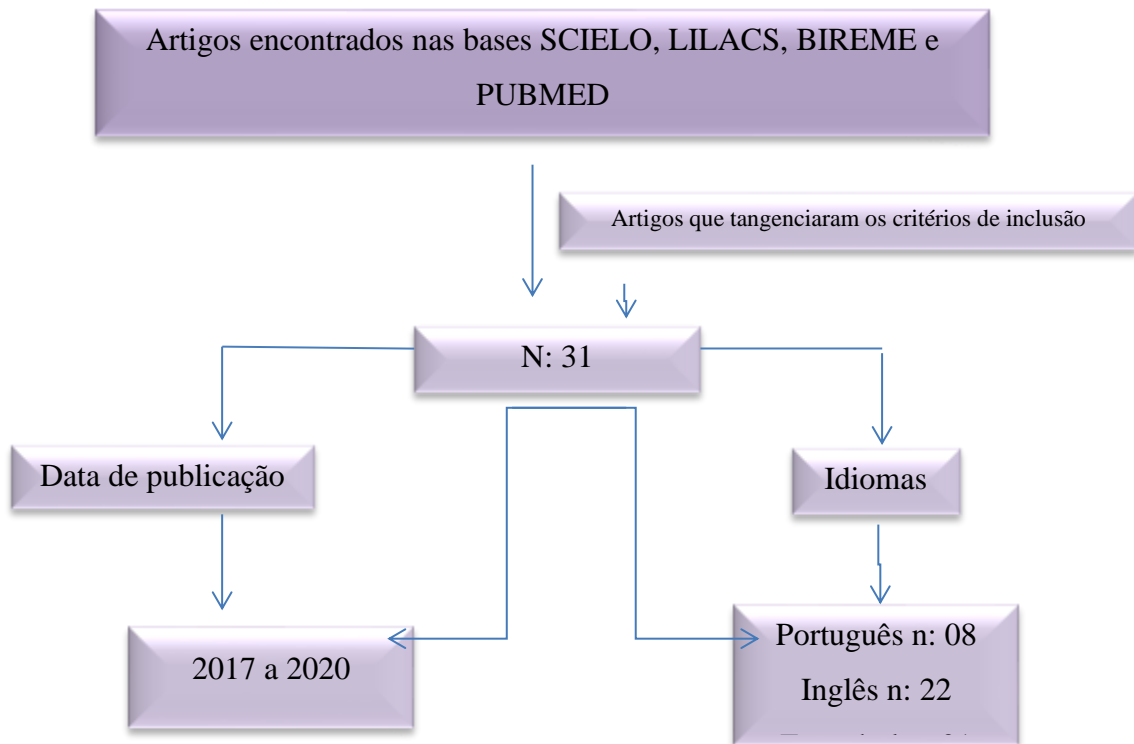 Artigos encontrados nas bases SCIELO, LILACS, BIREME e
PUBMED
Artigos que tangenciaram os critérios de inclusão
N: 31
Data de publicação
Idiomas
2017 a 2020
Português n: 08
Inglês n: 22